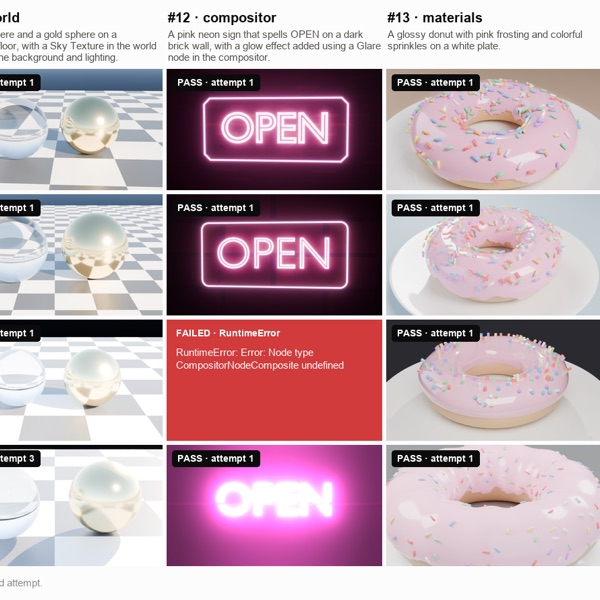 orld
ere and a gold sphere on a
loor, with a Sky Texture in the world
ne background and lighting.
#12 · compositor
A pink neon sign that spells OPEN on a dark
brick wall, with a glow effect added using a Glare
node in the compositor.
#13 · materials
A glossy donut with pink frosting and colorful
sprinkles on a white plate.
ttempt 1
PASS · attempt 1
OPEN
PASS · attempt 1
ttempt 1
PASS · attempt 1
OPEN
PASS · attempt 1
ttempt 1
FAILED · RuntimeError
RuntimeError: Error: Node type
CompositorNodeComposite undefined
PASS · attempt 1
ttempt 3
PASS · attempt 1
OPEN
PASS · attempt 1
d attempt.